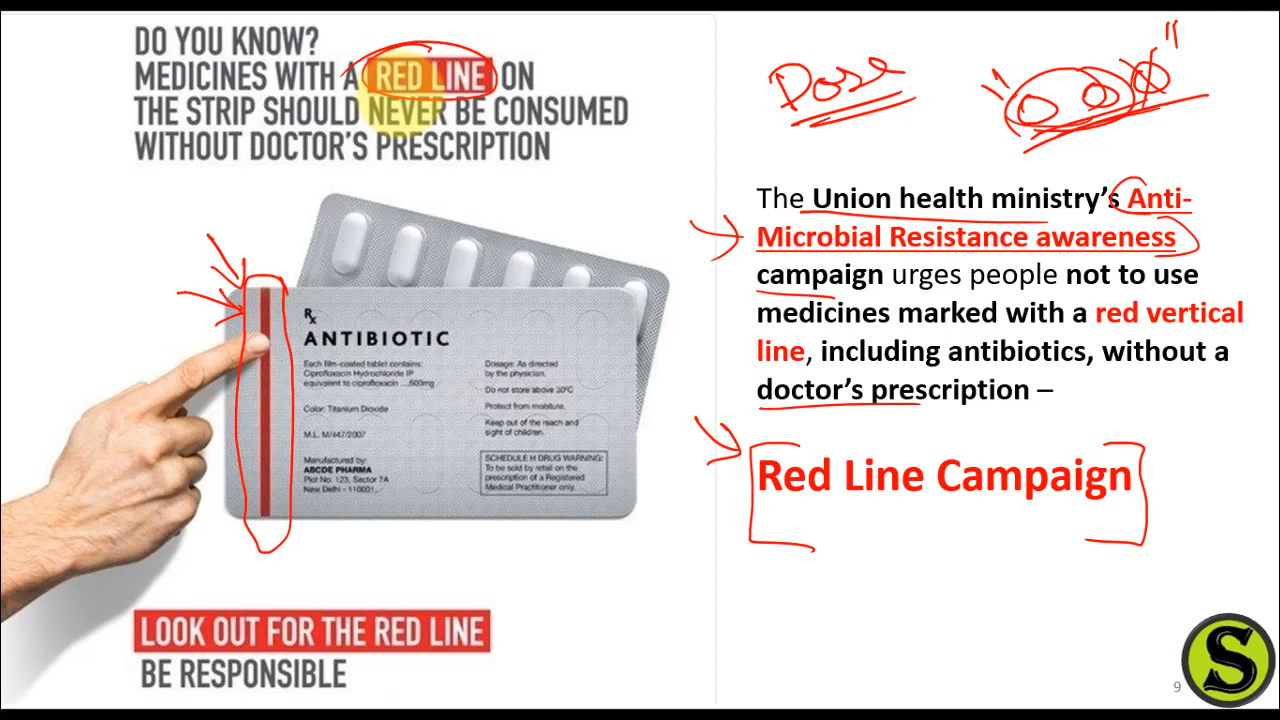 DO YOU KNOW?
MEDICINES WITH A RED LINE ON
THE STRIP SHOULD NEVER BE CONSUMED
WITHOUT DOCTOR'S PRESCRIPTION
Rx
ANTIBIOTIC
Each film-coated tablet contains:
Ciprofloxacin Hydrochloride IP
equivalent to ciprofloxacin ....500mg
Color: Titanium Dioxide
M.L. M/447/2007
Manufactured by:
ABCDE PHARMA
Plot No. 123, Sector 7A
New Delhi - 110001.
Dosage: As directed
by the physician.
Do not store above 30°C
Protect from moisture.
Keep out of the reach and
sight of children.
SCHEDULE H DRUG WARNING:
To be sold by retail on the
prescription of a Registered
Medical Practitioner only.
LOOK OUT FOR THE RED LINE
BE RESPONSIBLE
Dose
The Union health ministry's Anti-
Microbial Resistance awareness
campaign urges people not to use
medicines marked with a red vertical
line, including antibiotics, without a
doctor's prescription –
Red Line Campaign
S
9